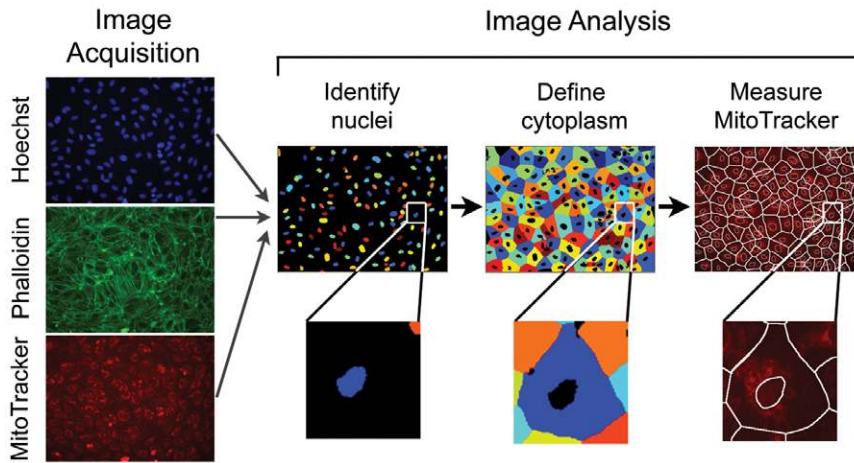 Image
Acquisition
Image Analysis
Hoechst
Phalloidin
MitoTracker
Identify
nuclei
Define
cytoplasm
Measure
MitoTracker